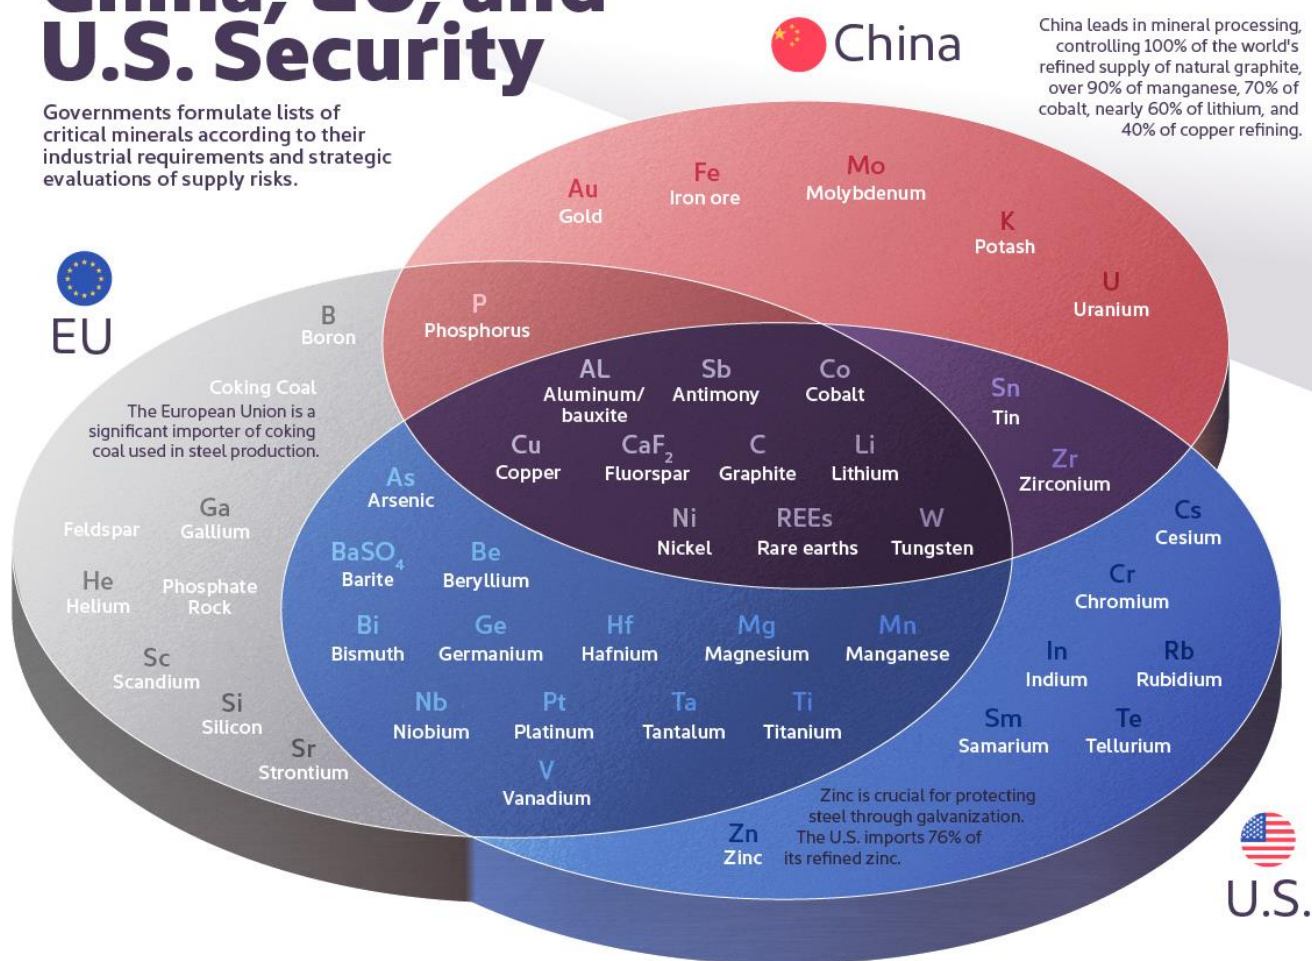 China, EU, and
U.S. Security
Governments formulate lists of
critical minerals according to their
industrial requirements and strategic
evaluations of supply risks.
China
China leads in mineral processing,
controlling 100% of the world's
refined supply of natural graphite,
over 90% of manganese, 70% of
cobalt, nearly 60% of lithium, and
40% of copper refining.
Au
Gold
Fe
Iron ore
Mo
Molybdenum
K
Potash
U
Uranium
EU
B
Boron
P
Phosphorus
Coking Coal
The European Union is a
significant importer of coking
coal used in steel production.
AL
Aluminum/
bauxite
Sb
Antimony
Co
Cobalt
Sn
Tin
Cu
Copper
CaF2
Fluorspar
C
Graphite
Li
Lithium
Zr
Zirconium
As
Arsenic
Ni
Nickel
REEs
Rare earths
W
Tungsten
Cs
Cesium
Feldspar
Ga
Gallium
BaSO4
Barite
Be
Beryllium
He
Helium
Phosphate
Rock
Cr
Chromium
Bi
Bismuth
Ge
Germanium
Hf
Hafnium
Mg
Magnesium
Mn
Manganese
In
Indium
Rb
Rubidium
Sc
Scandium
Si
Silicon
Nb
Niobium
Pt
Platinum
Ta
Tantalum
Ti
Titanium
Sm
Samarium
Te
Tellurium
Sr
Strontium
V
Vanadium
Zn
Zinc
Zinc is crucial for protecting
steel through galvanization.
The U.S. imports 76% of
its refined zinc.
U.S.